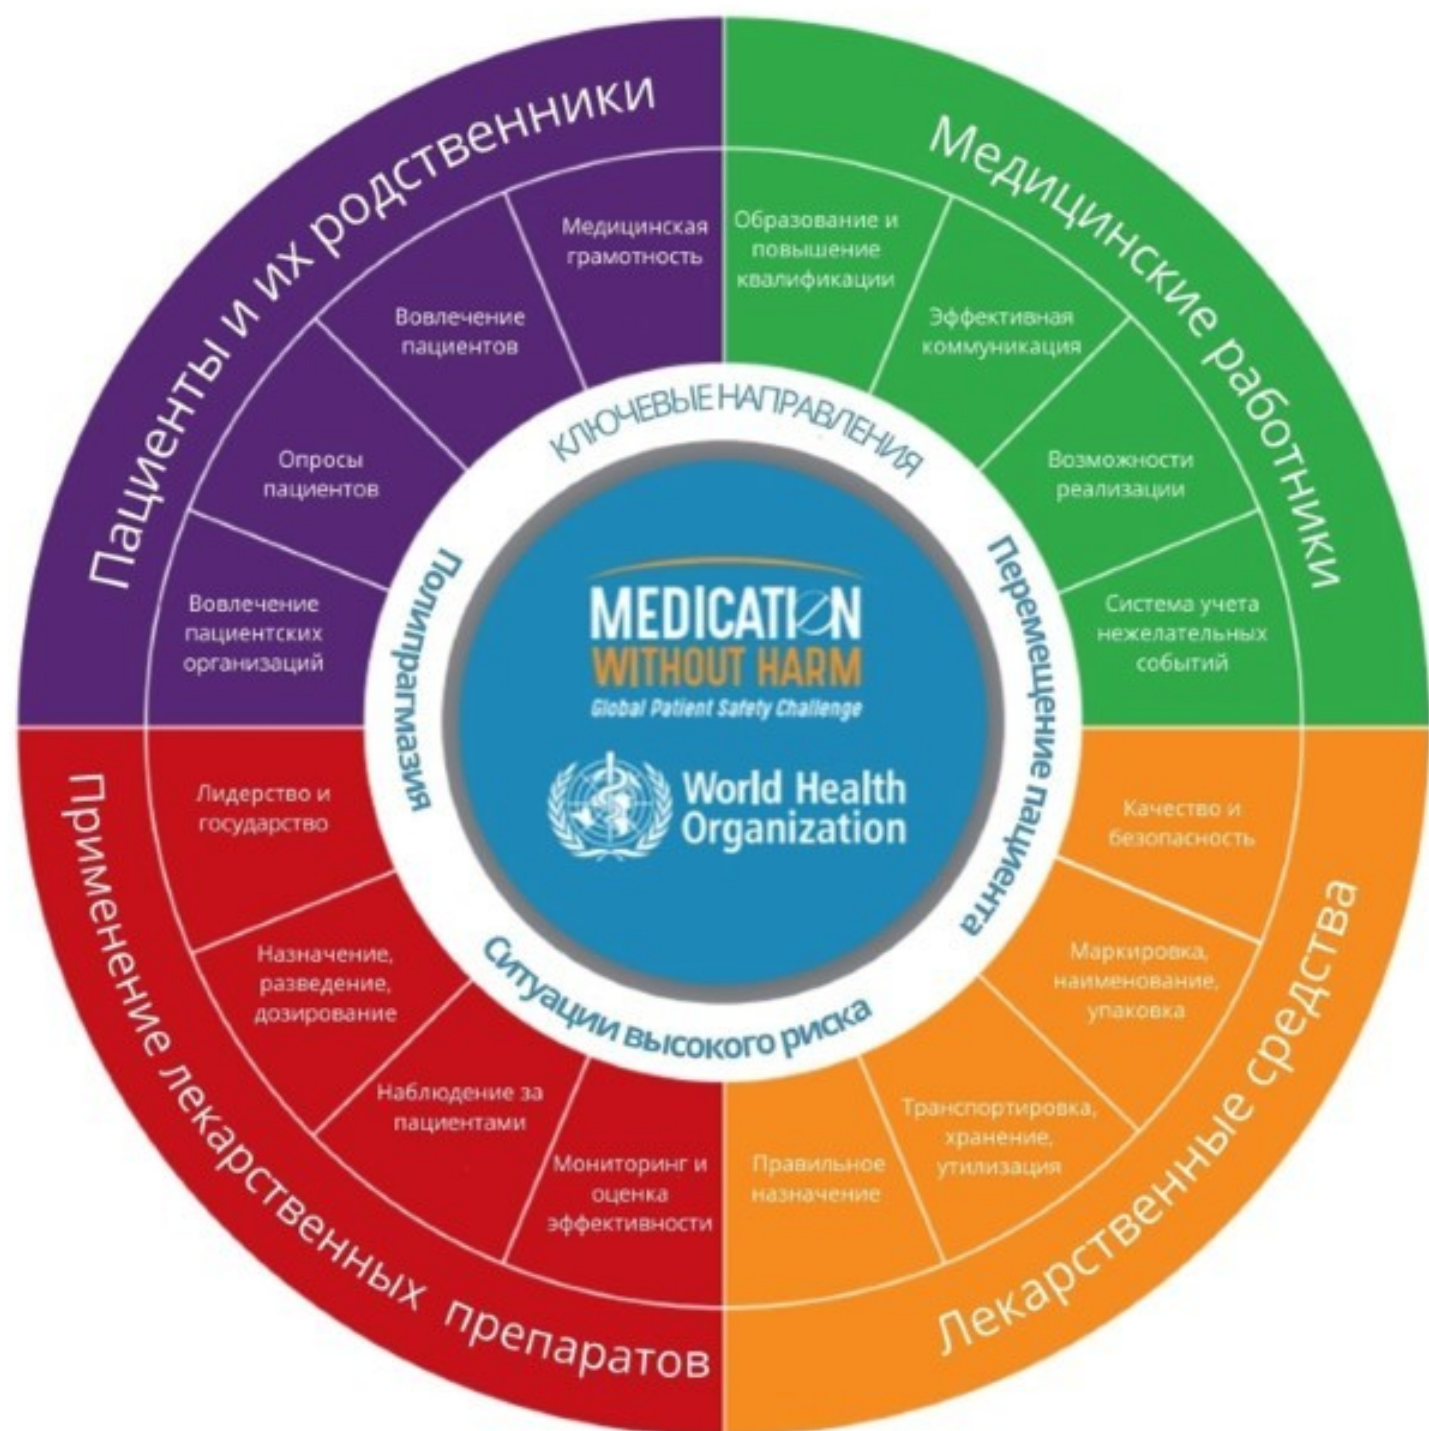 Пациенты и их родственники
Медицинская
грамотность
Вовлечение
пациентов
Опросы
пациентов
Вовлечение
пациентских
организаций
Медицинские работники
Образование и
повышение
квалификации
Эффективная
коммуникация
Возможности
реализации
Система учета
нежелательных
событий
Лекарственные средства
Качество и
безопасность
Маркировка,
наименование,
упаковка
Транспортировка,
хранение,
утилизация
Правильное
назначение
Применение лекарственных препаратов
Лидерство и
государство
Назначение,
разведение,
дозирование
Наблюдение за
пациентами
Мониторинг и
оценка
эффективности
КЛЮЧЕВЫЕ НАПРАВЛЕНИЯ
Перемещение пациента
Ситуации высокого риска
Полипрагмазия
MEDICATION
WITHOUT HARM
Global Patient Safety Challenge
World Health
Organization